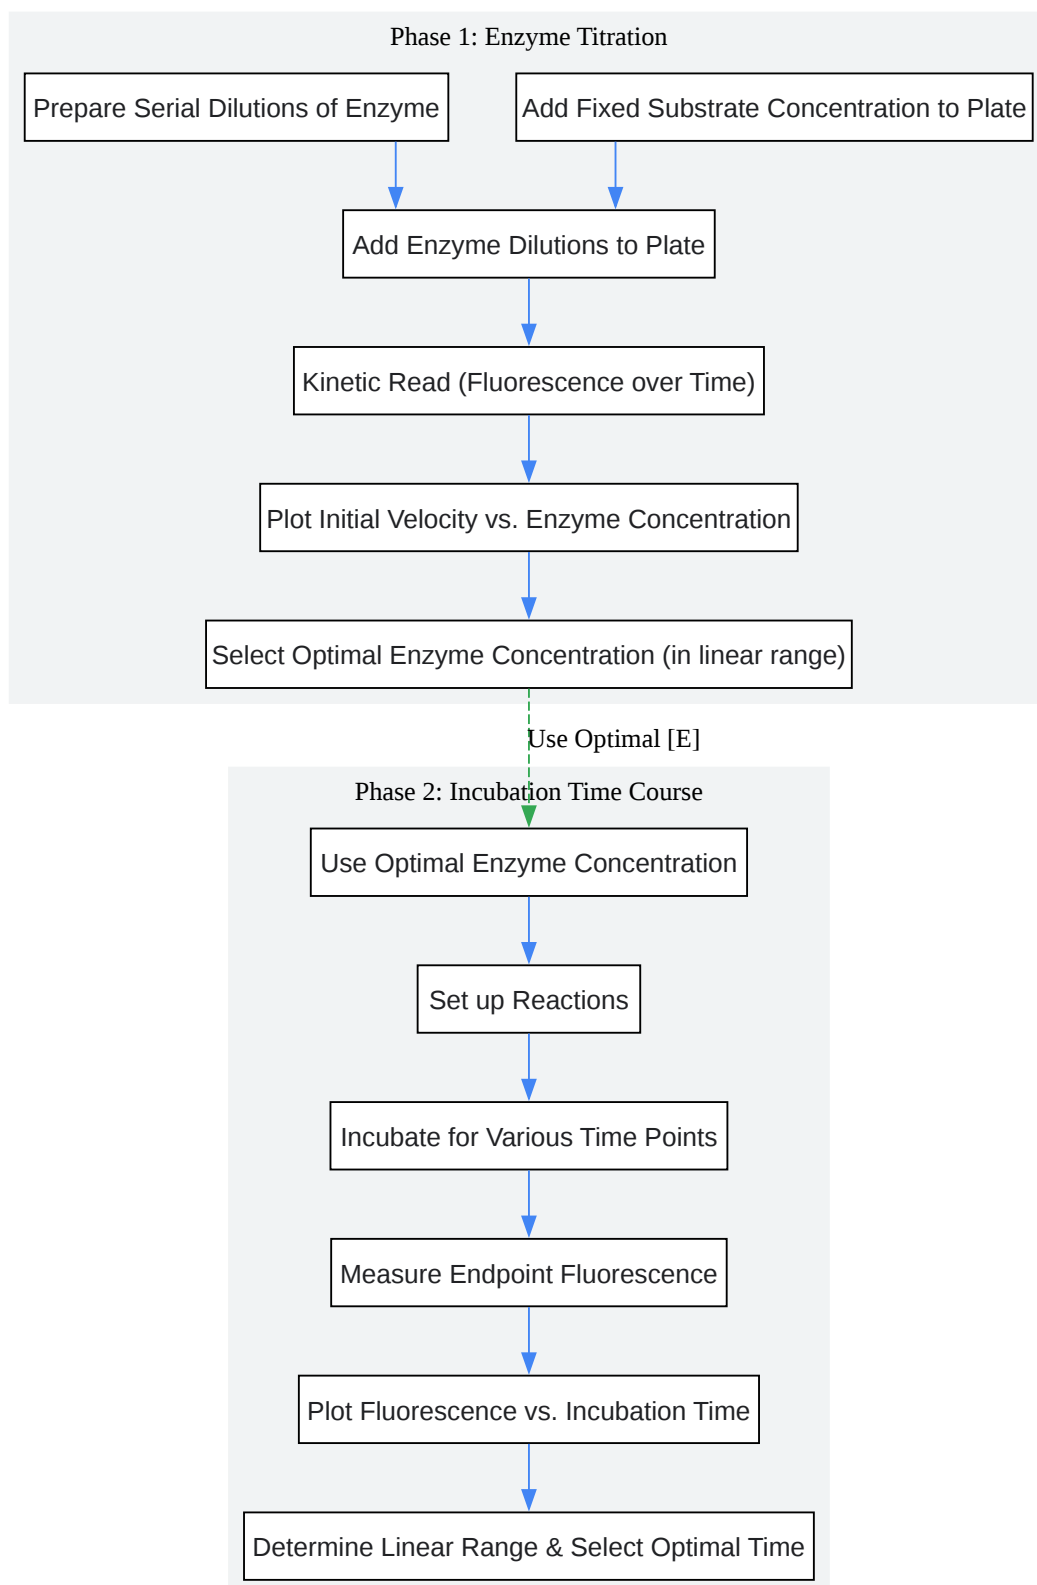 Phase 1: Enzyme Titration
Prepare Serial Dilutions of Enzyme
Add Fixed Substrate Concentration to Plate
Add Enzyme Dilutions to Plate
Kinetic Read (Fluorescence over Time)
Plot Initial Velocity vs. Enzyme Concentration
Select Optimal Enzyme Concentration (in linear range)
Use Optimal [E]
Phase 2: Incubation Time Course
Use Optimal Enzyme Concentration
Set up Reactions
Incubate for Various Time Points
Measure Endpoint Fluorescence
Plot Fluorescence vs. Incubation Time
Determine Linear Range & Select Optimal Time